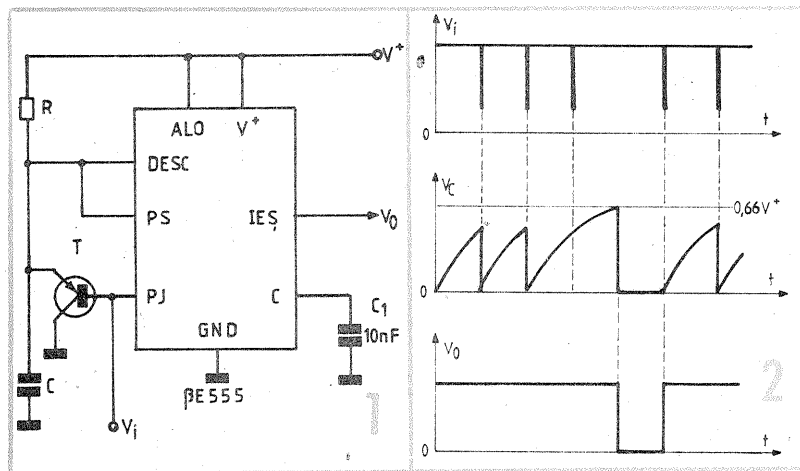 V+
R
ALO V+
DESC
PS IEŞ V₀
T
PJ C
C₁
10nF
GND
C
βE555
Vi
1
Vi
0
t
Vc
0,66V+
0
t
V₀
0
t
2